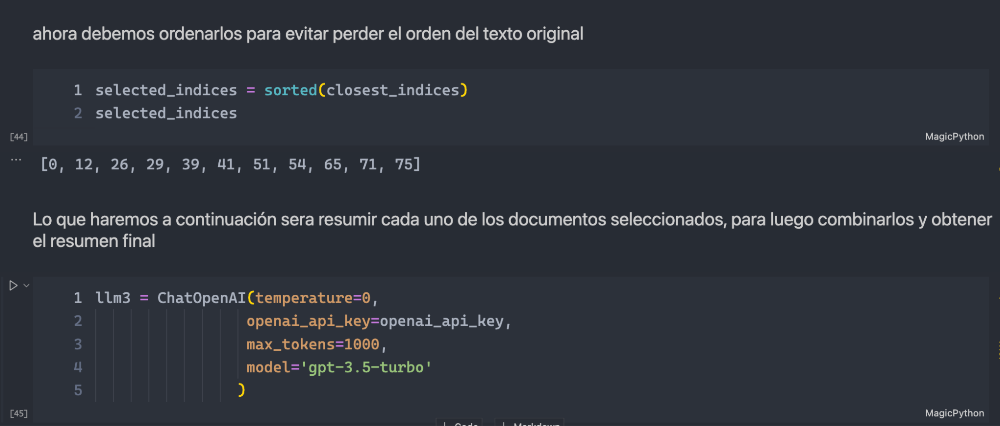 ahora debemos ordenarlos para evitar perder el orden del texto original
1 selected_indices = sorted(closest_indices)
2 selected_indices
[44]
MagicPython
... [0, 12, 26, 29, 39, 41, 51, 54, 65, 71, 75]
Lo que haremos a continuación sera resumir cada uno de los documentos seleccionados, para luego combinarlos y obtener
el resumen final
1 llm3 = ChatOpenAI(temperature=0,
2 openai_api_key=openai_api_key,
3 max_tokens=1000,
4 model='gpt-3.5-turbo'
5 )
[45]
MagicPython
Code Markdown